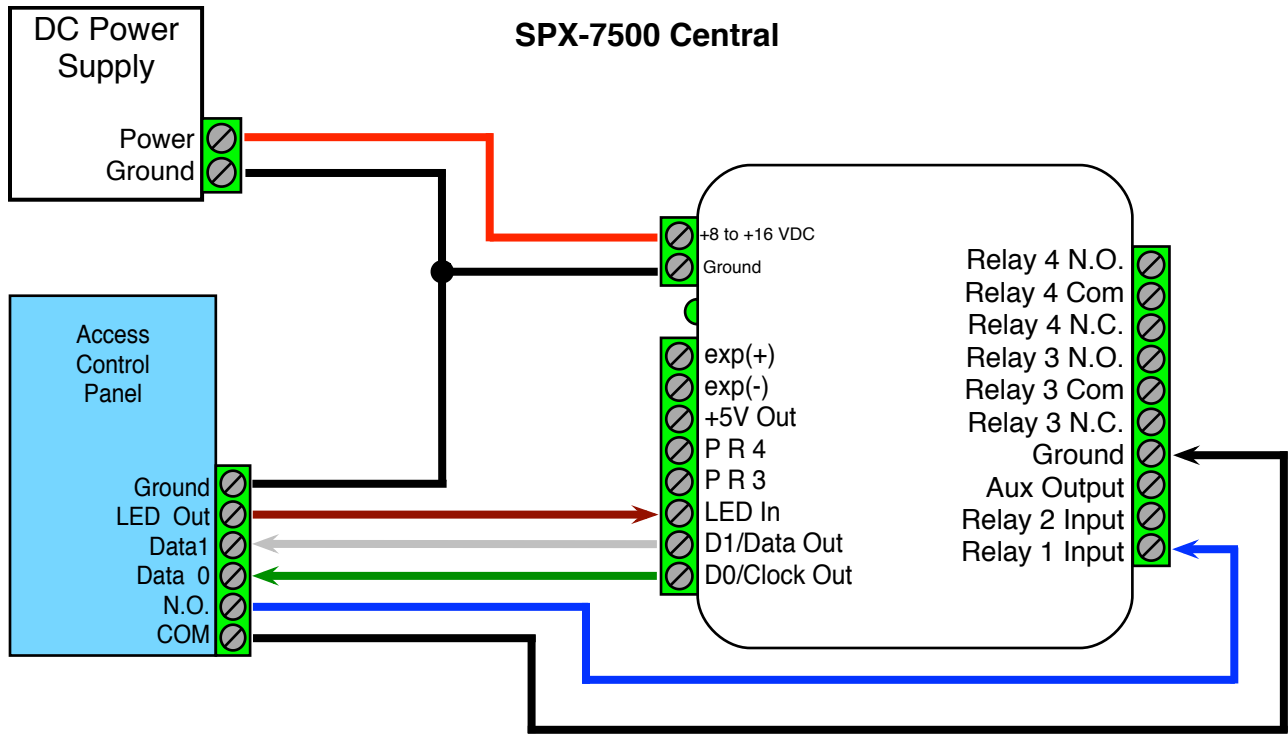 DC Power
Supply
Power
Ground
SPX-7500 Central
+8 to +16 VDC
Ground
exp(+)
exp(-)
+5V Out
P R 4
P R 3
LED In
D1/Data Out
D0/Clock Out
Relay 4 N.O.
Relay 4 Com
Relay 4 N.C.
Relay 3 N.O.
Relay 3 Com
Relay 3 N.C.
Ground
Aux Output
Relay 2 Input
Relay 1 Input
Access
Control
Panel
Ground
LED Out
Data1
Data 0
N.O.
COM